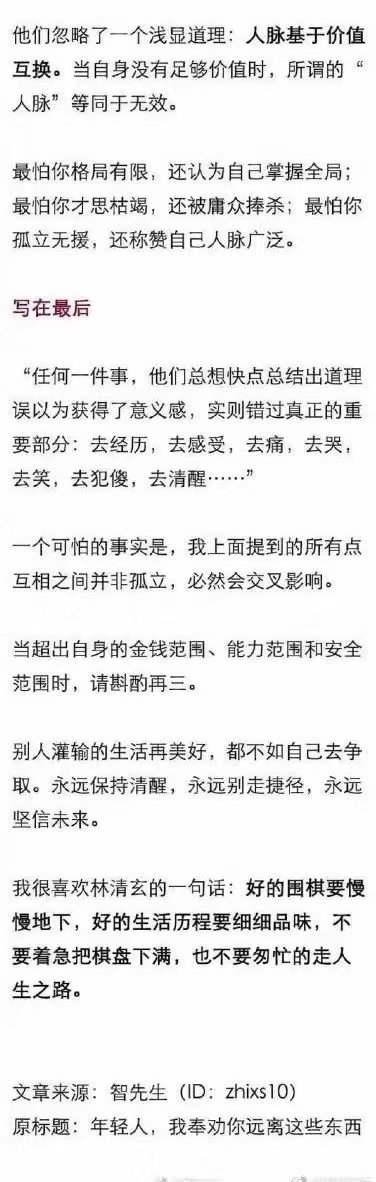 他们忽略了一个浅显道理：人脉基于价值
互换。当自身没有足够价值时，所谓的“
人脉”等同于无效。
最怕你格局有限，还认为自己掌握全局；
最怕你才思枯竭，还被庸众捧杀；最怕你
孤立无援，还称赞自己人脉广泛。
写在最后
“任何一件事，他们总想快点总结出道理
误以为获得了意义感，实则错过真正的重
要部分：去经历，去感受，去痛，去哭，
去笑，去犯傻，去清醒……”
一个可怕的事实是，我上面提到的所有点
互相之间并非孤立，必然会交叉影响。
当超出自身的金钱范围、能力范围和安全
范围时，请斟酌再三。
别人灌输的生活再美好，都不如自己去争
取。永远保持清醒，永远别走捷径，永远
坚信未来。
我很喜欢林清玄的一句话：好的围棋要慢
慢地下，好的生活历程要细细品味，不
要着急把棋盘下满，也不要匆忙的走人
生之路。
文章来源：智先生（ID：zhixs10）
原标题：年轻人，我奉劝你远离这些东西